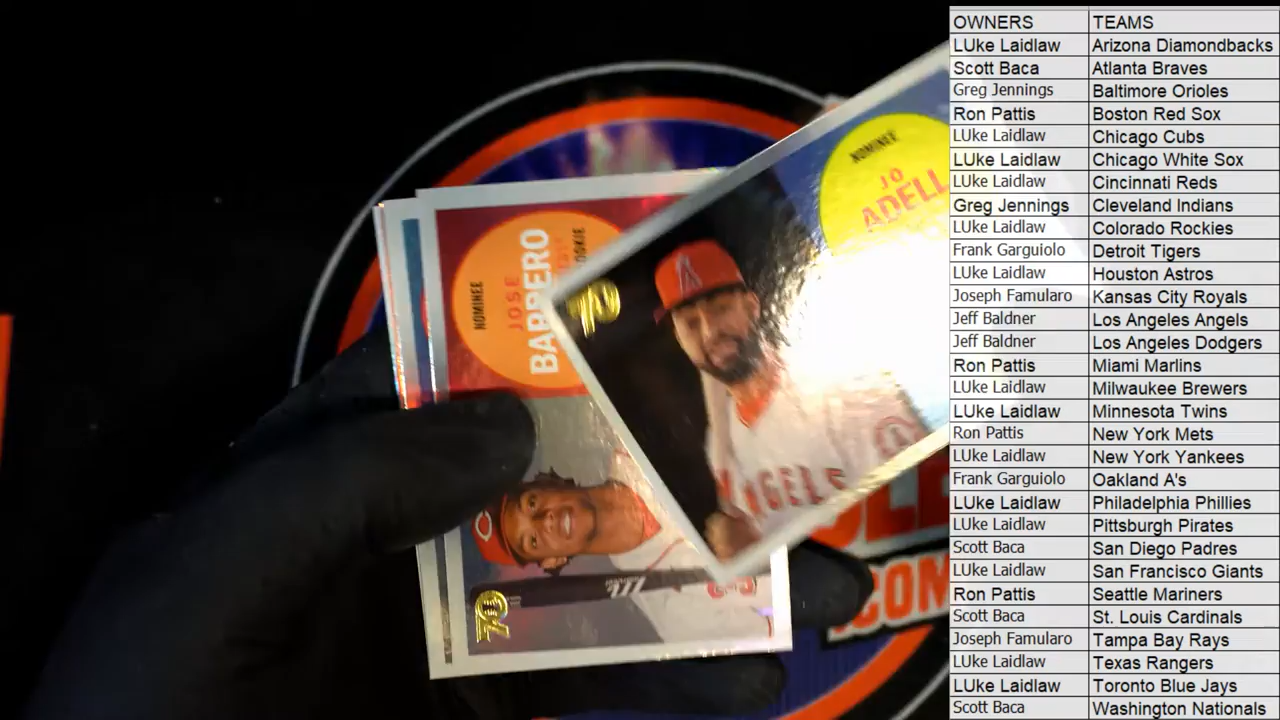 OWNERS TEAMS
LUke Laidlaw Arizona Diamondbacks
Scott Baca Atlanta Braves
Greg Jennings Baltimore Orioles
Ron Pattis Boston Red Sox
LUke Laidlaw Chicago Cubs
LUke Laidlaw Chicago White Sox
LUke Laidlaw Cincinnati Reds
Greg Jennings Cleveland Indians
LUke Laidlaw Colorado Rockies
Frank Garguiolo Detroit Tigers
LUke Laidlaw Houston Astros
Joseph Famularo Kansas City Royals
Jeff Baldner Los Angeles Angels
Jeff Baldner Los Angeles Dodgers
Ron Pattis Miami Marlins
LUke Laidlaw Milwaukee Brewers
LUke Laidlaw Minnesota Twins
Ron Pattis New York Mets
LUke Laidlaw New York Yankees
Frank Garguiolo Oakland A's
LUke Laidlaw Philadelphia Phillies
LUke Laidlaw Pittsburgh Pirates
Scott Baca San Diego Padres
LUke Laidlaw San Francisco Giants
Ron Pattis Seattle Mariners
Scott Baca St. Louis Cardinals
Joseph Famularo Tampa Bay Rays
LUke Laidlaw Texas Rangers
LUke Laidlaw Toronto Blue Jays
Scott Baca Washington Nationals
NOMINEE
JO
ADELL
ANGELS
NOMINEE
JOSE
BARRERO
70
.COM